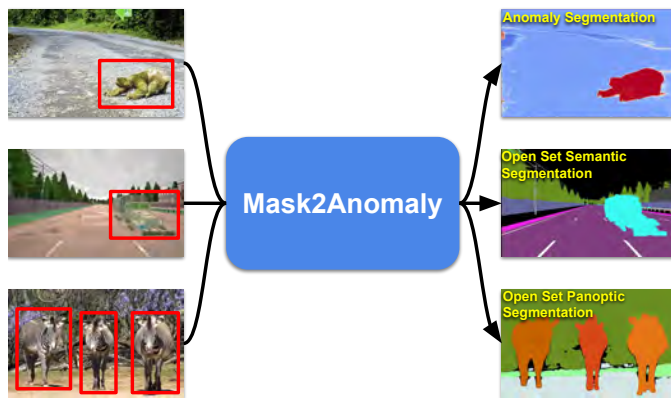 Anomaly Segmentation
Open Set Semantic
Segmentation
Mask2Anomaly
Open Set Panoptic
Segmentation